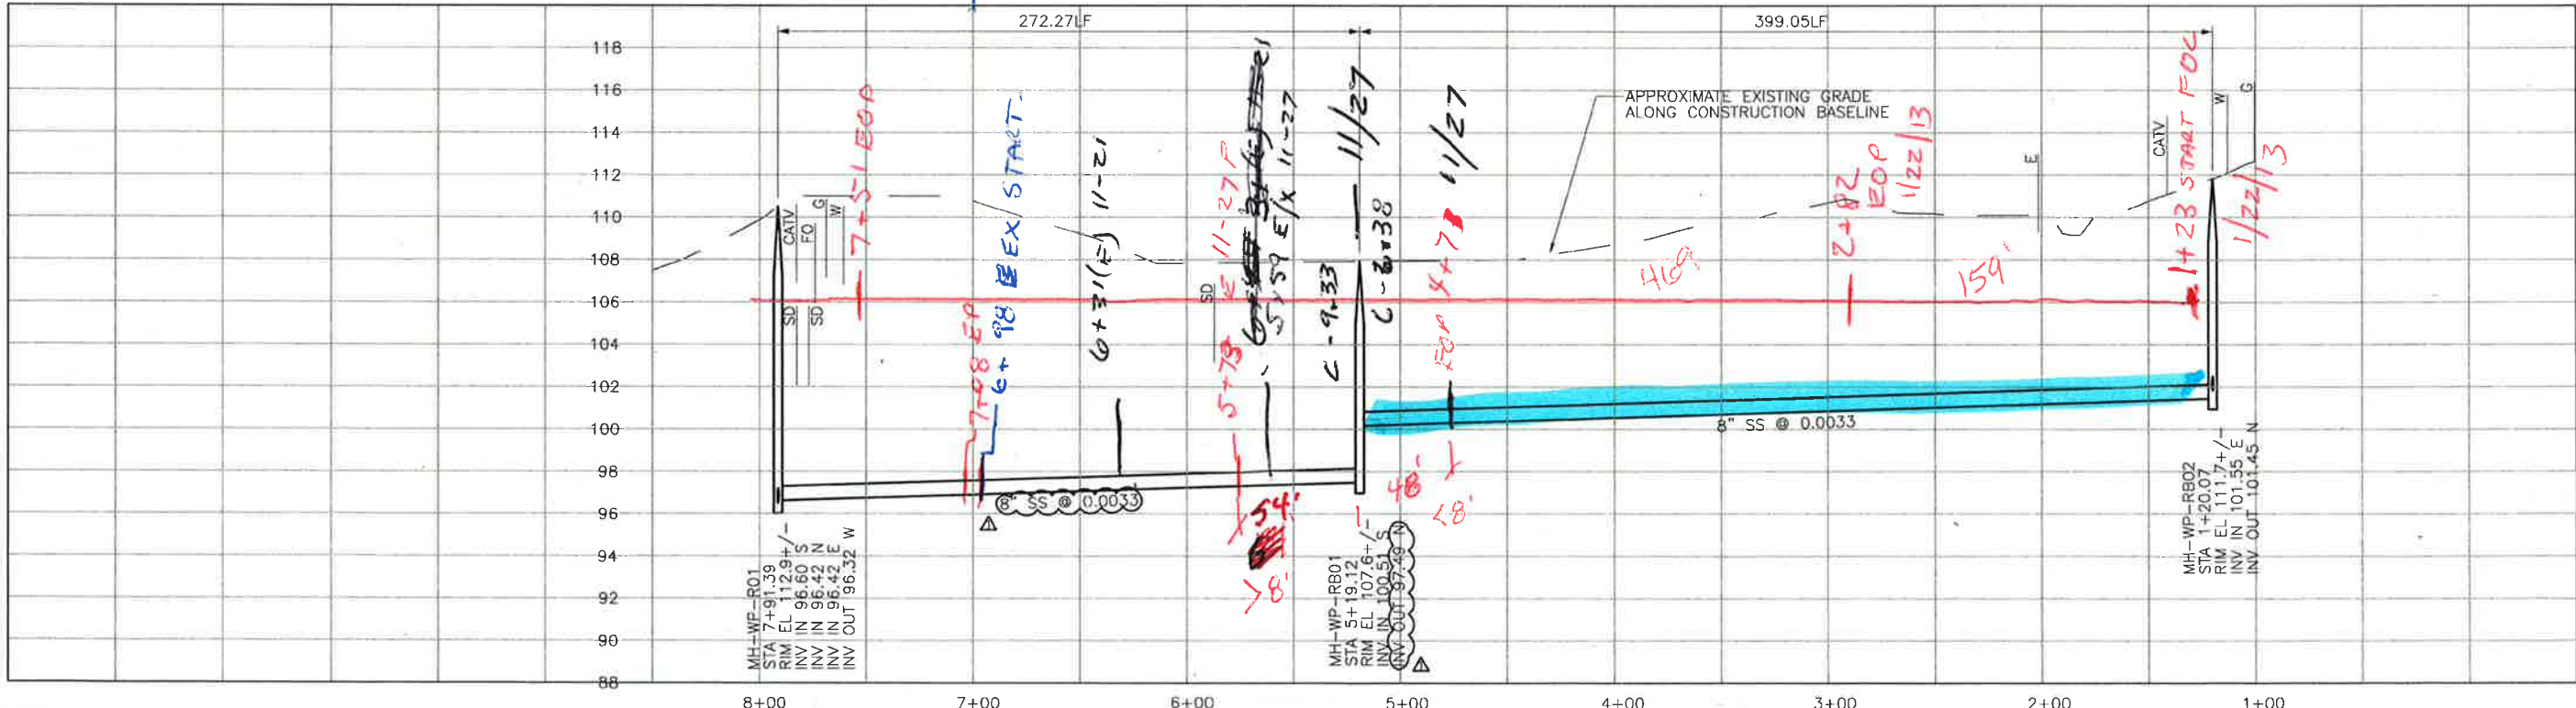 272.27LF
399.05LF
118
116
114
112
110
108
106
104
102
100
98
96
94
92
90
88
APPROXIMATE EXISTING GRADE
ALONG CONSTRUCTION BASELINE
SD
CATV
SD
FO
G
W
7+51 EOP
7+98 EP
6+98 EX START
6+31(E) 11-21
SD
5+78 E 11-27 P
5+59 E/X 11-27
C-9.33
11/27
EOP 4+71
11/27
469'
2+82
EOP
1/22/13
159'
E
CATV
1+23 START FOC
1/22/13
W
G
8" SS @ 0.0033
8" SS @ 0.0033
54'
>8'
48'
<8'
MH-WP-R01
STA 7+91.39
RIM EL 112.9+/-
INV IN 96.60 S
INV IN 96.42 N
INV IN 96.42 E
INV OUT 96.32 W
MH-WP-RB01
STA 5+19.12
RIM EL 107.6+/-
INV IN 100.51 S
INV OUT 97.49 N
MH-WP-RB02
STA 1+20.07
RIM EL 111.7+/-
INV IN 101.55 E
INV OUT 101.45 N
8+00
7+00
6+00
5+00
4+00
3+00
2+00
1+00